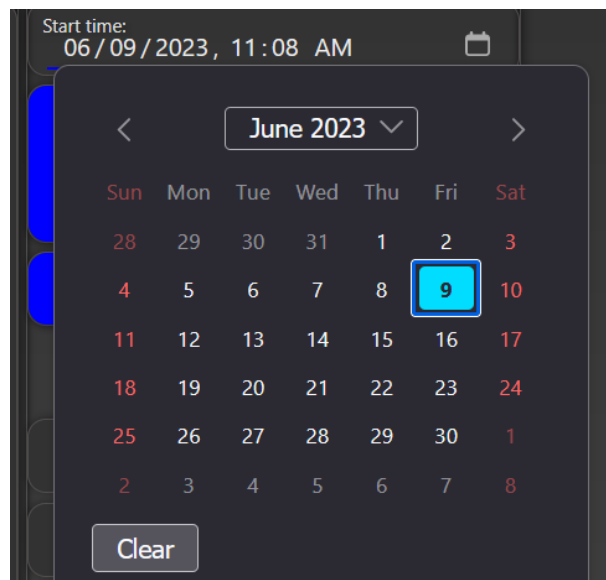 Start time:
06/09/2023, 11:08 AM
June 2023
Sun Mon Tue Wed Thu Fri Sat
28 29 30 31 1 2 3
4 5 6 7 8 9 10
11 12 13 14 15 16 17
18 19 20 21 22 23 24
25 26 27 28 29 30 1
2 3 4 5 6 7 8
Clear